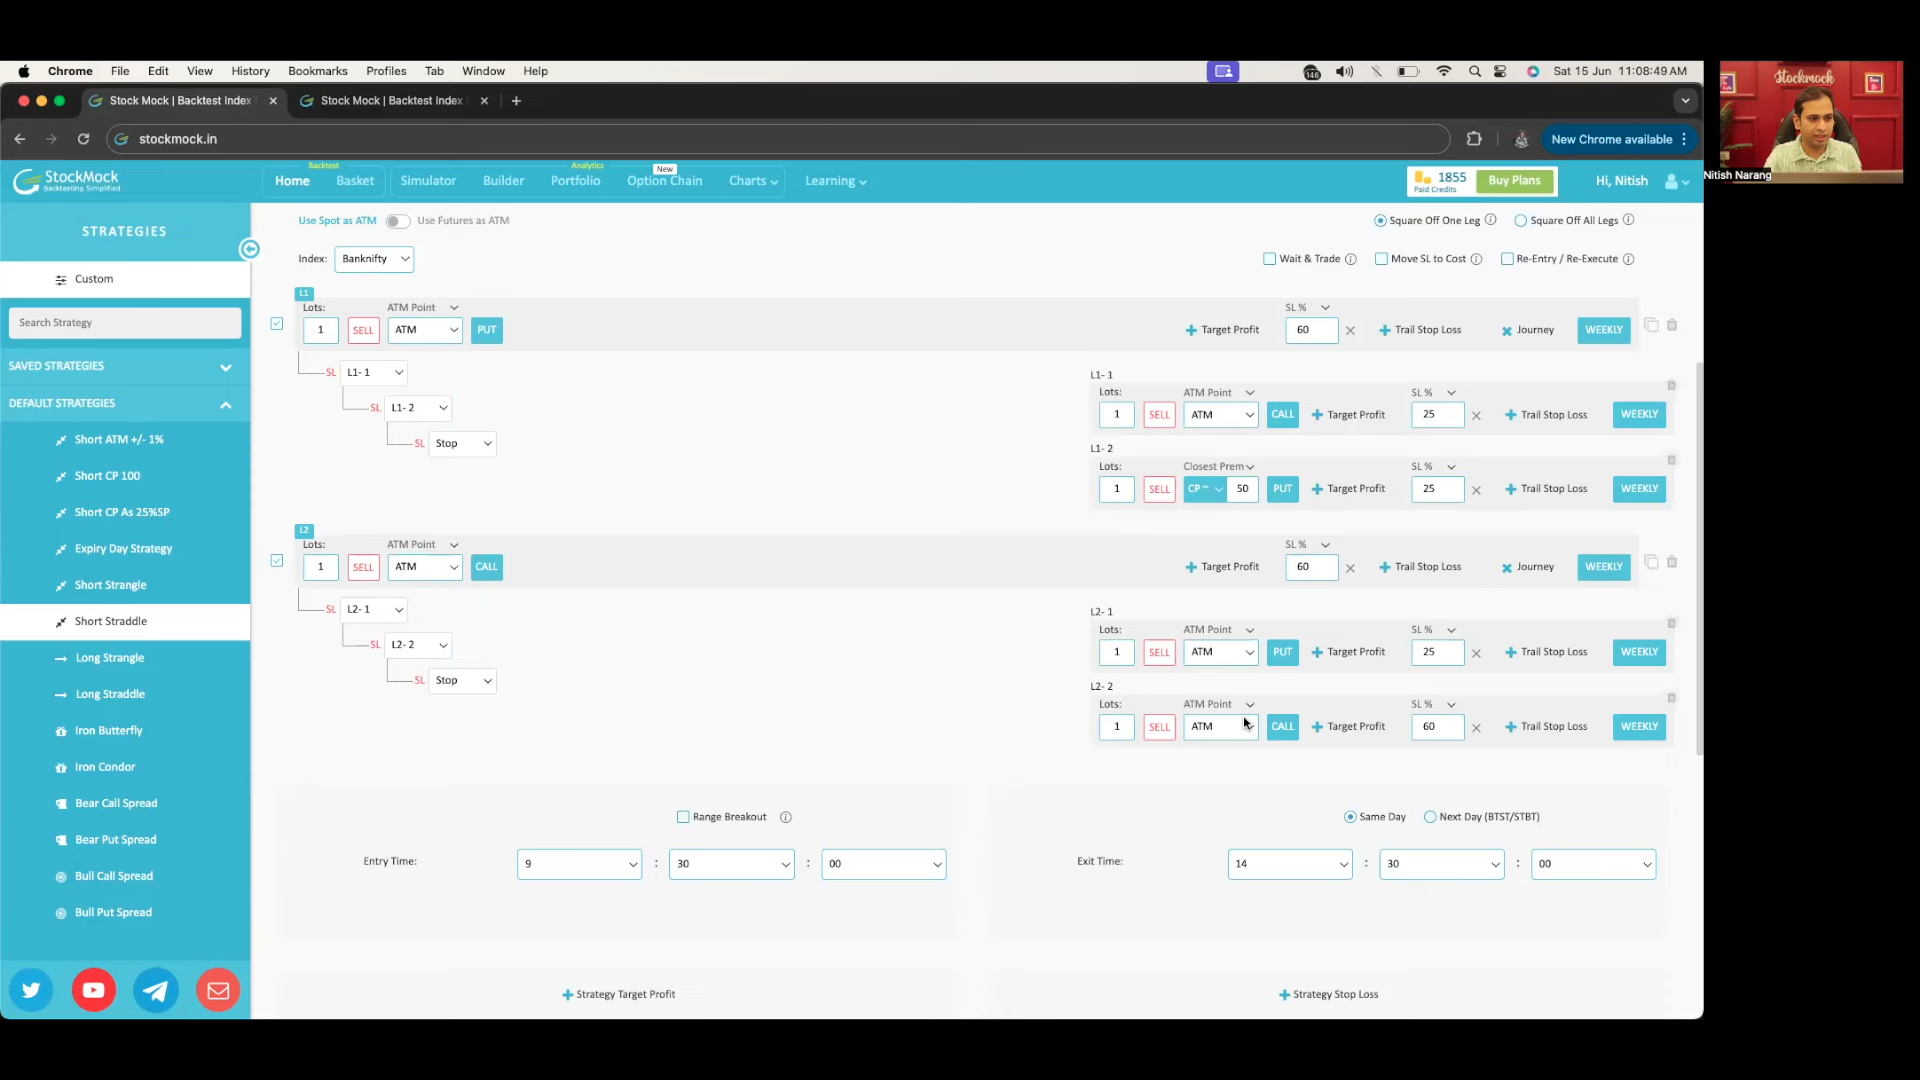 Chrome File Edit View History Bookmarks Profiles Tab Window Help 146 Sat 15 Jun 11:08:49 AM
Stock Mock | Backtest Index Stock Mock | Backtest Index
stockmock.in New Chrome available
Stockmock
Nitish Narang
StockMock
Backtesting Simplified
Backtest Analytics New
Home Basket Simulator Builder Portfolio Option Chain Charts Learning
1855
Paid Credits
Buy Plans
Hi, Nitish
STRATEGIES
Custom
Search Strategy
SAVED STRATEGIES
DEFAULT STRATEGIES
Short ATM +/- 1%
Short CP 100
Short CP As 25%SP
Expiry Day Strategy
Short Strangle
Short Straddle
Long Strangle
Long Straddle
Iron Butterfly
Iron Condor
Bear Call Spread
Bear Put Spread
Bull Call Spread
Bull Put Spread
Use Spot as ATM Use Futures as ATM Square Off One Leg Square Off All Legs
Index: Banknifty Wait & Trade Move SL to Cost Re-Entry / Re-Execute
L1
Lots: ATM Point SL %
1 SELL ATM PUT Target Profit 60 Trail Stop Loss Journey WEEKLY
SL L1- 1
SL L1- 2
SL Stop
L1- 1
Lots: ATM Point SL %
1 SELL ATM CALL Target Profit 25 Trail Stop Loss WEEKLY
L1- 2
Lots: Closest Prem SL %
1 SELL CP ~ 50 PUT Target Profit 25 Trail Stop Loss WEEKLY
L2
Lots: ATM Point SL %
1 SELL ATM CALL Target Profit 60 Trail Stop Loss Journey WEEKLY
SL L2- 1
SL L2- 2
SL Stop
L2- 1
Lots: ATM Point SL %
1 SELL ATM PUT Target Profit 25 Trail Stop Loss WEEKLY
L2- 2
Lots: ATM Point SL %
1 SELL ATM CALL Target Profit 60 Trail Stop Loss WEEKLY
Range Breakout Same Day Next Day (BTST/STBT)
Entry Time: 9 : 30 : 00 Exit Time: 14 : 30 : 00
Strategy Target Profit Strategy Stop Loss